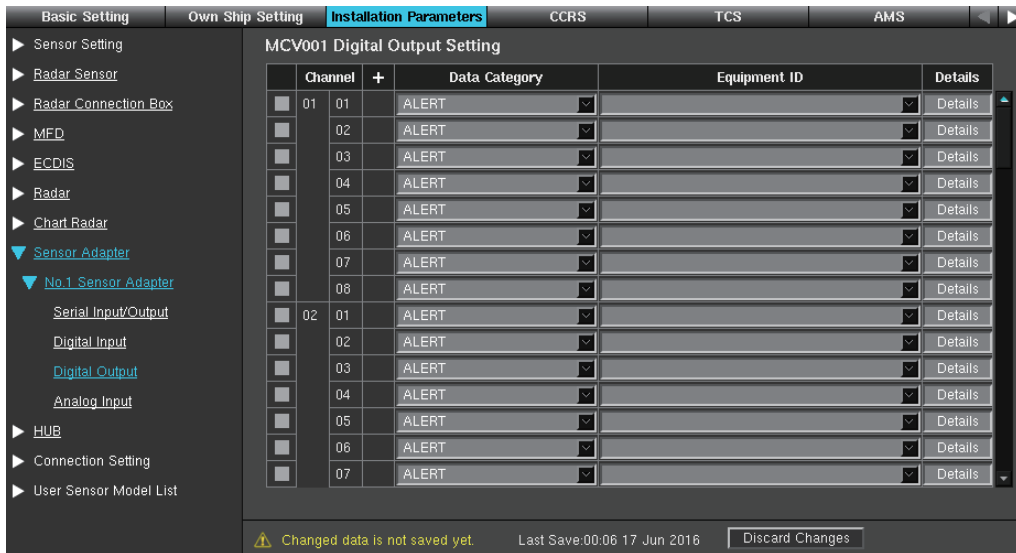 Basic Setting Own Ship Setting Installation Parameters CCRS TCS AMS
Sensor Setting
Radar Sensor
Radar Connection Box
MFD
ECDIS
Radar
Chart Radar
Sensor Adapter
No.1 Sensor Adapter
Serial Input/Output
Digital Input
Digital Output
Analog Input
HUB
Connection Setting
User Sensor Model List
MCV001 Digital Output Setting
Channel + Data Category Equipment ID Details
01 01 ALERT Details
02 ALERT Details
03 ALERT Details
04 ALERT Details
05 ALERT Details
06 ALERT Details
07 ALERT Details
08 ALERT Details
02 01 ALERT Details
02 ALERT Details
03 ALERT Details
04 ALERT Details
05 ALERT Details
06 ALERT Details
07 ALERT Details
Changed data is not saved yet. Last Save:00:06 17 Jun 2016 Discard Changes